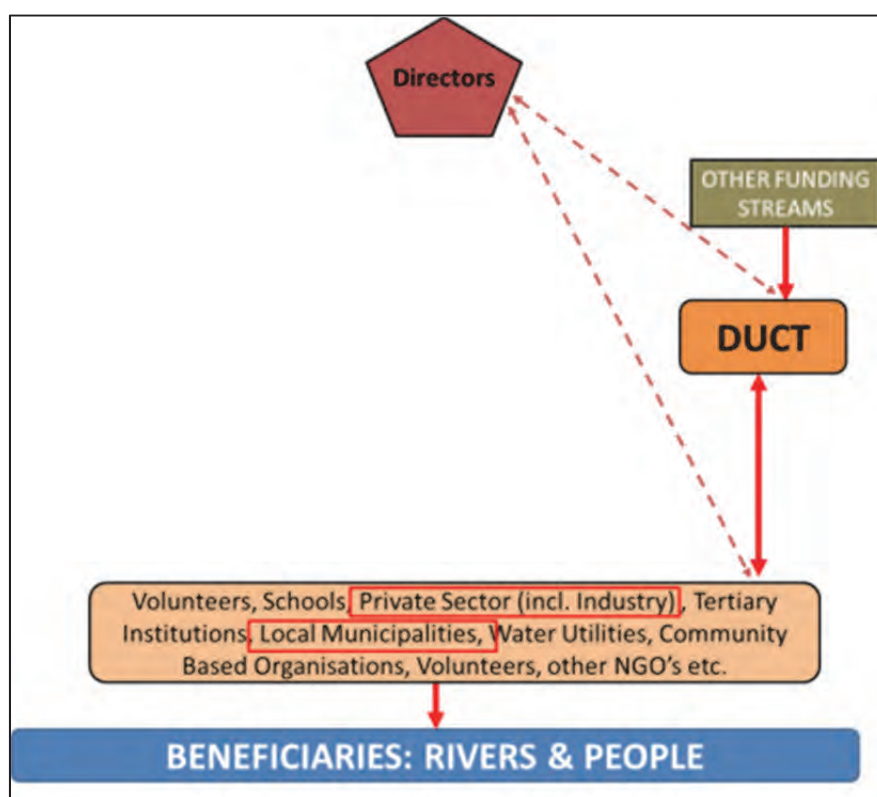 Directors
OTHER FUNDING
STREAMS
DUCT
Volunteers, Schools, Private Sector (incl. Industry) , Tertiary
Institutions, Local Municipalities, Water Utilities, Community
Based Organisations, Volunteers, other NGO's etc.
BENEFICIARIES: RIVERS & PEOPLE